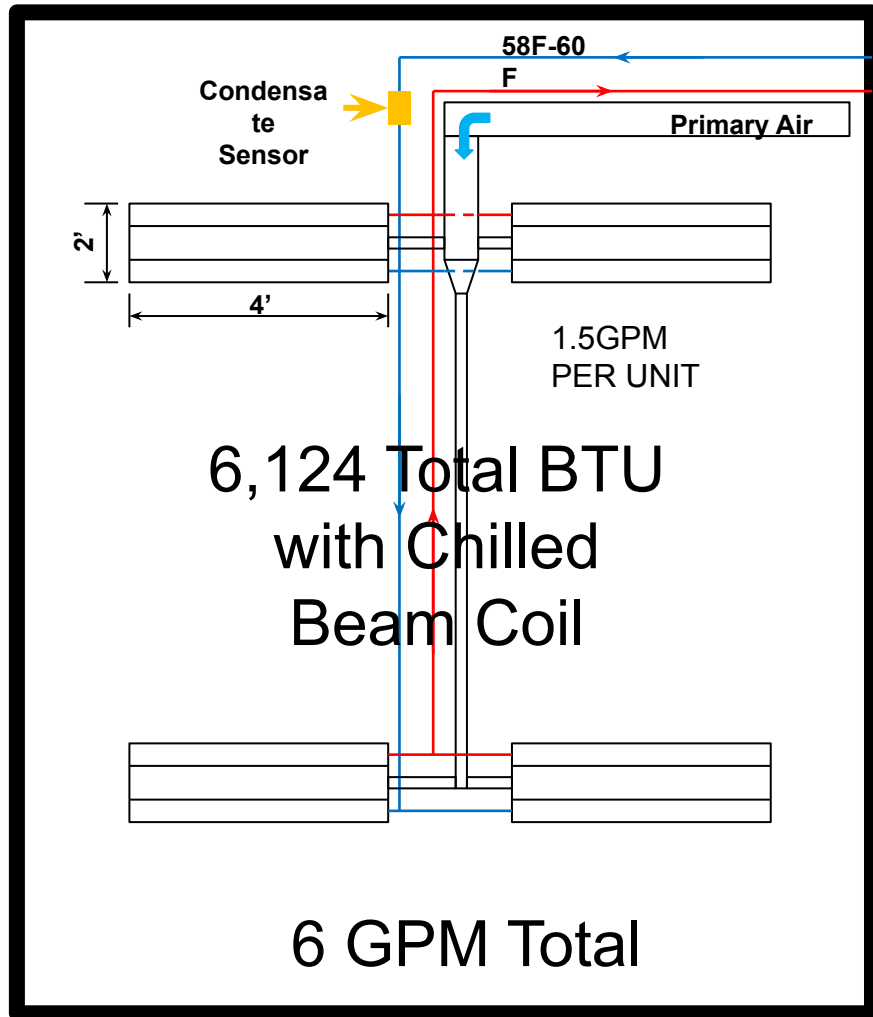 58F-60
F
Condensa
te
Sensor
Primary Air
2’
4’
1.5GPM
PER UNIT
6,124 Total BTU
with Chilled
Beam Coil
6 GPM Total